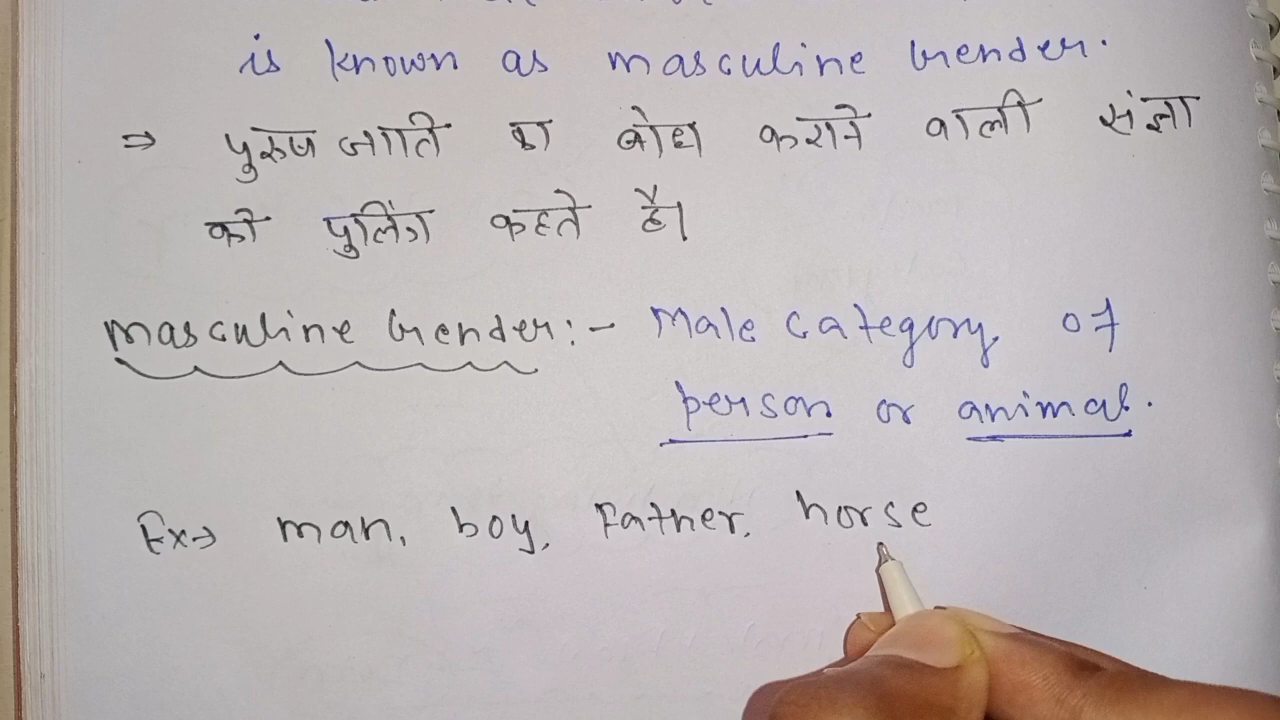 is known as masculine Gender.
⇒ पुरुष जाति का बोध कराने वाली संज्ञा
को पुलिंग कहते है।
masculine Gender:- Male category of
person or animal.
Ex→ man, boy, Father, horse